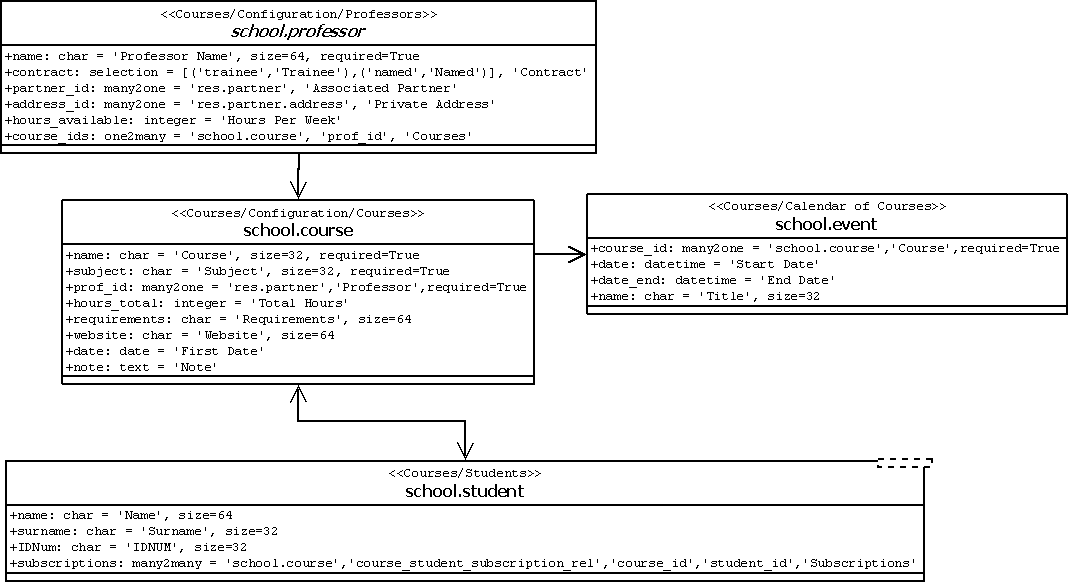 <<Courses/Configuration/Professors>>
school.professor
+name: char = 'Professor Name', size=64, required=True
+contract: selection = [('trainee','Trainee'),('named','Named')], 'Contract'
+partner_id: many2one = 'res.partner', 'Associated Partner'
+address_id: many2one = 'res.partner.address', 'Private Address'
+hours_available: integer = 'Hours Per Week'
+course_ids: one2many = 'school.course', 'prof_id', 'Courses'
<<Courses/Configuration/Courses>>
school.course
+name: char = 'Course', size=32, required=True
+subject: char = 'Subject', size=32, required=True
+prof_id: many2one = 'res.partner','Professor',required=True
+hours_total: integer = 'Total Hours'
+requirements: char = 'Requirements', size=64
+website: char = 'Website', size=64
+date: date = 'First Date'
+note: text = 'Note'
<<Courses/Calendar of Courses>>
school.event
+course_id: many2one = 'school.course','Course',required=True
+date: datetime = 'Start Date'
+date_end: datetime = 'End Date'
+name: char = 'Title', size=32
<<Courses/Students>>
school.student
+name: char = 'Name', size=64
+surname: char = 'Surname', size=32
+IDNum: char = 'IDNUM', size=32
+subscriptions: many2many = 'school.course','course_student_subscription_rel','course_id','student_id','Subscriptions'